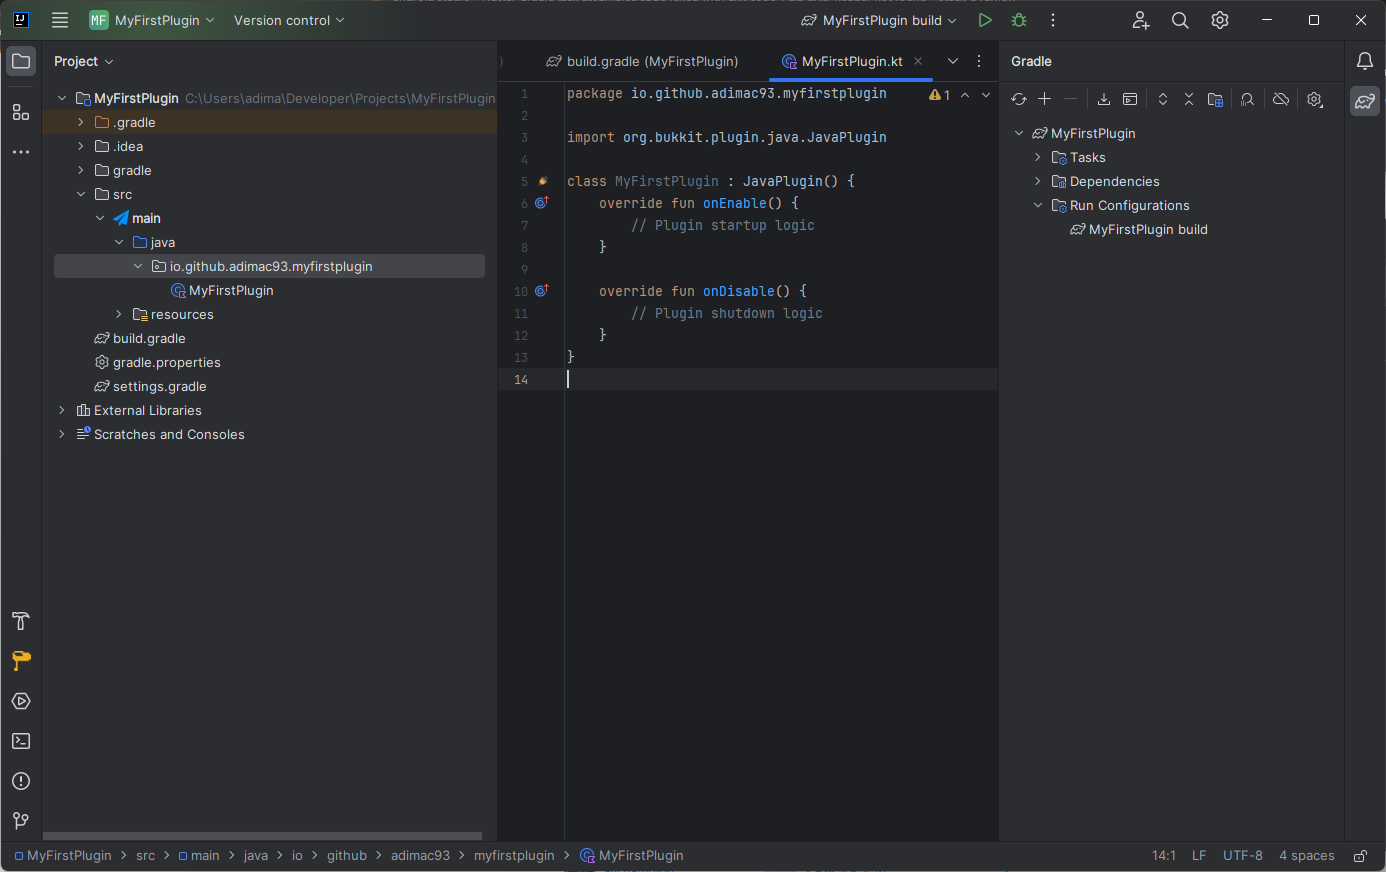 MF MyFirstPlugin Version control MyFirstPlugin build
Project
MyFirstPlugin C:\Users\adima\Developer\Projects\MyFirstPlugin
.gradle
.idea
gradle
src
main
java
io.github.adimac93.myfirstplugin
MyFirstPlugin
resources
build.gradle
gradle.properties
settings.gradle
External Libraries
Scratches and Consoles
build.gradle (MyFirstPlugin) MyFirstPlugin.kt
1 package io.github.adimac93.myfirstplugin 1
2
3 import org.bukkit.plugin.java.JavaPlugin
4
5 class MyFirstPlugin : JavaPlugin() {
6 override fun onEnable() {
7 // Plugin startup logic
8 }
9
10 override fun onDisable() {
11 // Plugin shutdown logic
12 }
13 }
14
Gradle
MyFirstPlugin
Tasks
Dependencies
Run Configurations
MyFirstPlugin build
MyFirstPlugin > src > main > java > io > github > adimac93 > myfirstplugin > MyFirstPlugin
14:1 LF UTF-8 4 spaces